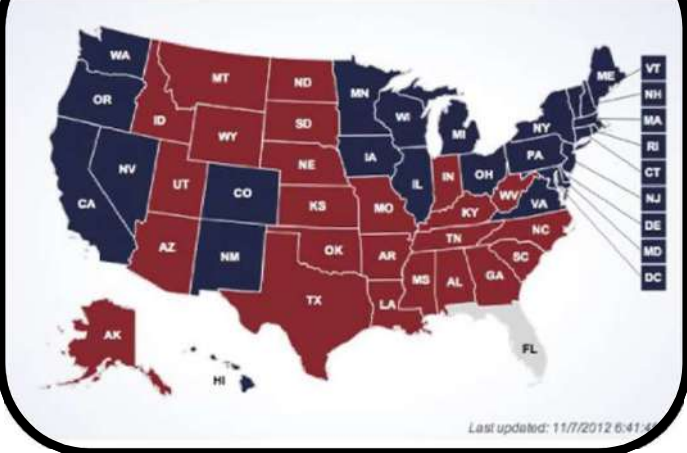 WA
MT
ND
MN
ME
VT
NH
OR
ID
SD
WI
MI
NY
MA
WY
RI
IA
PA
NE
CT
NV
UT
CO
IL
IN
OH
NJ
CA
KS
MO
WV
VA
DE
KY
MD
NC
TN
AZ
NM
OK
AR
SC
DC
MS
AL
GA
TX
LA
AK
FL
HI
Last updated: 11/7/2012 6:41:4